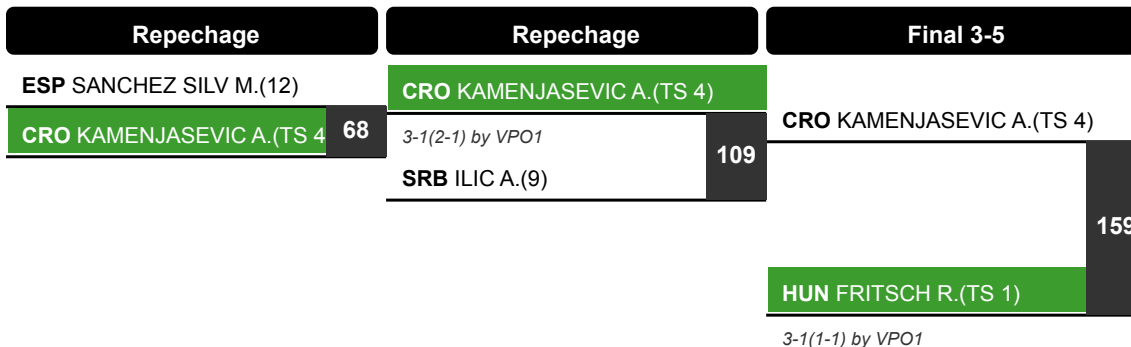 Repechage
ESP SANCHEZ SILV M.(12)
CRO KAMENJASEVIC A.(TS 4
68
Repechage
CRO KAMENJASEVIC A.(TS 4)
3-1(2-1) by VPO1
SRB ILIC A.(9)
109
Final 3-5
CRO KAMENJASEVIC A.(TS 4)
159
HUN FRITSCH R.(TS 1)
3-1(1-1) by VPO1